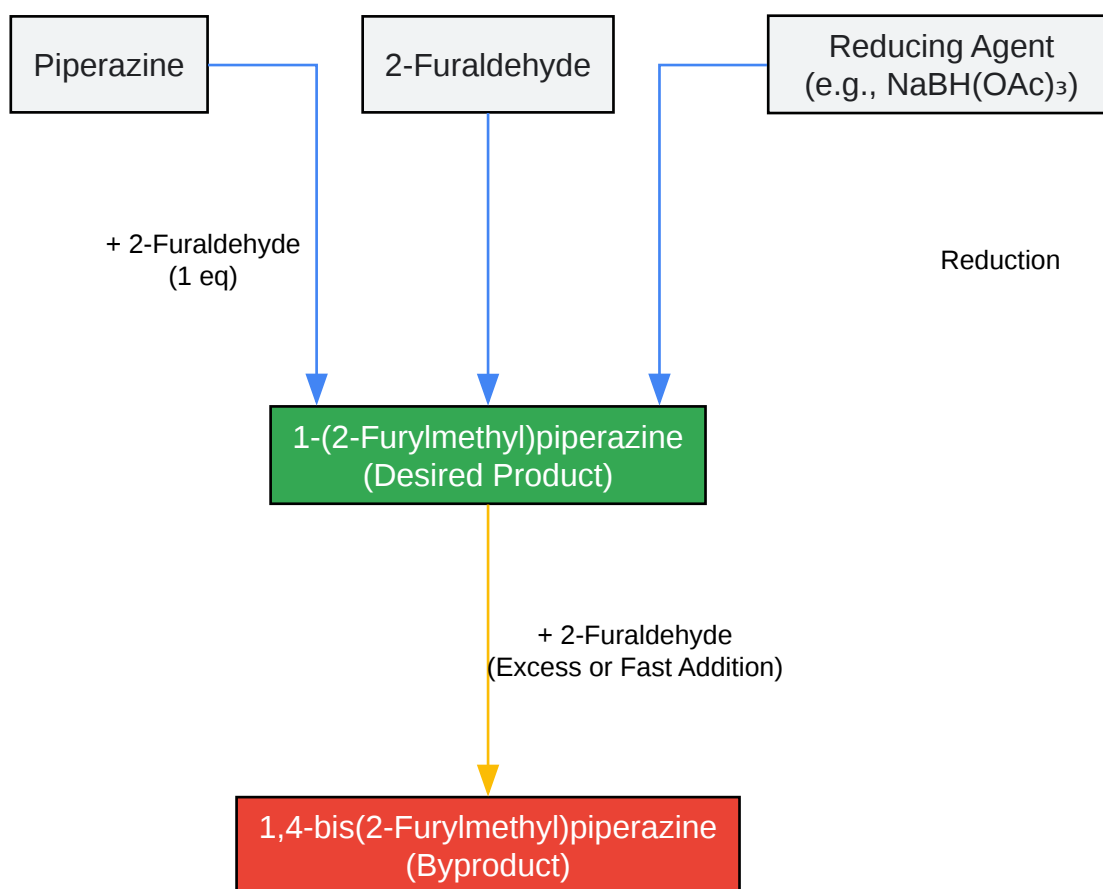 Piperazine
2-Furaldehyde
Reducing Agent
(e.g., NaBH(OAc)₃)
+ 2-Furaldehyde
(1 eq)
Reduction
1-(2-Furylmethyl)piperazine
(Desired Product)
+ 2-Furaldehyde
(Excess or Fast Addition)
1,4-bis(2-Furylmethyl)piperazine
(Byproduct)